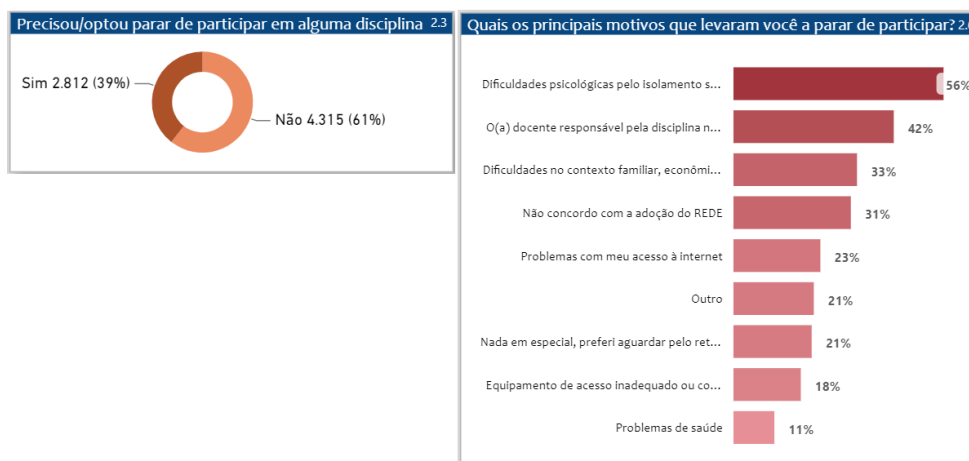 Precisou/optou parar de participar em alguma disciplina 2.3
Sim 2.812 (39%)
Não 4.315 (61%)
Quais os principais motivos que levaram você a parar de participar?
Dificuldades psicológicas pelo isolamento s... 56%
O(a) docente responsável pela disciplina n... 42%
Dificuldades no contexto familiar, econômi... 33%
Não concordo com a adoção do REDE 31%
Problemas com meu acesso à internet 23%
Outro 21%
Nada em especial, preferi aguardar pelo ret... 21%
Equipamento de acesso inadequado ou co... 18%
Problemas de saúde 11%